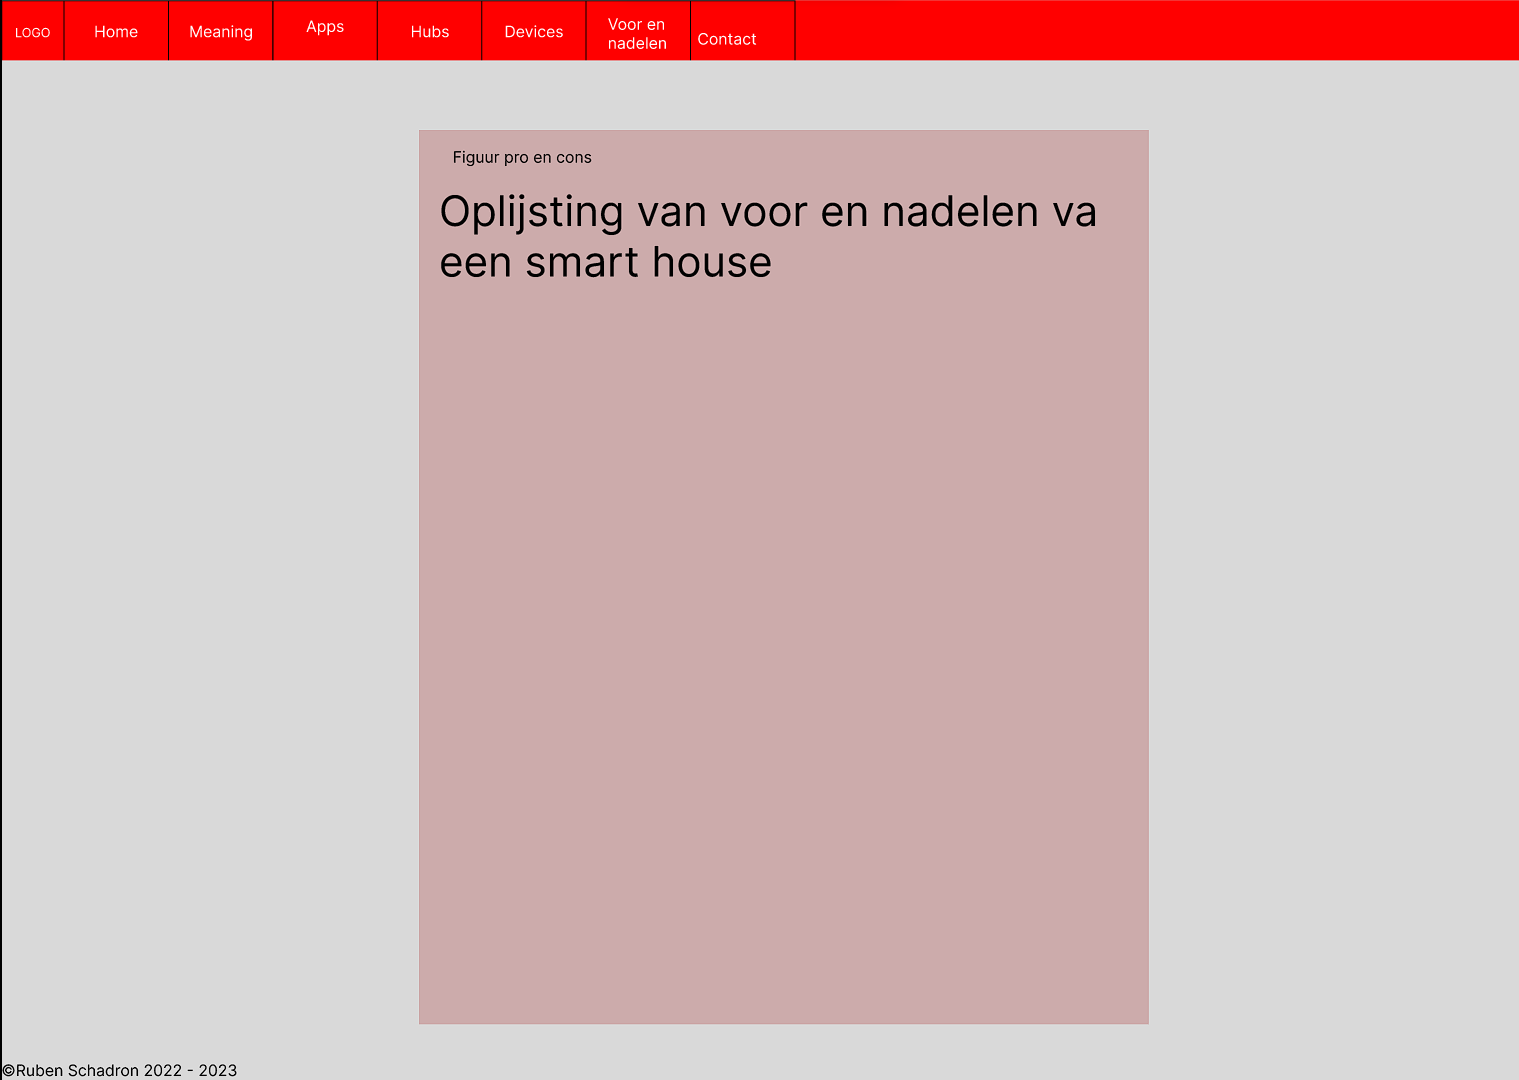 LOGO
Home
Meaning
Apps
Hubs
Devices
Voor en
nadelen
Contact
Figuur pro en cons
Oplijsting van voor en nadelen va
een smart house
©Ruben Schadron 2022 - 2023